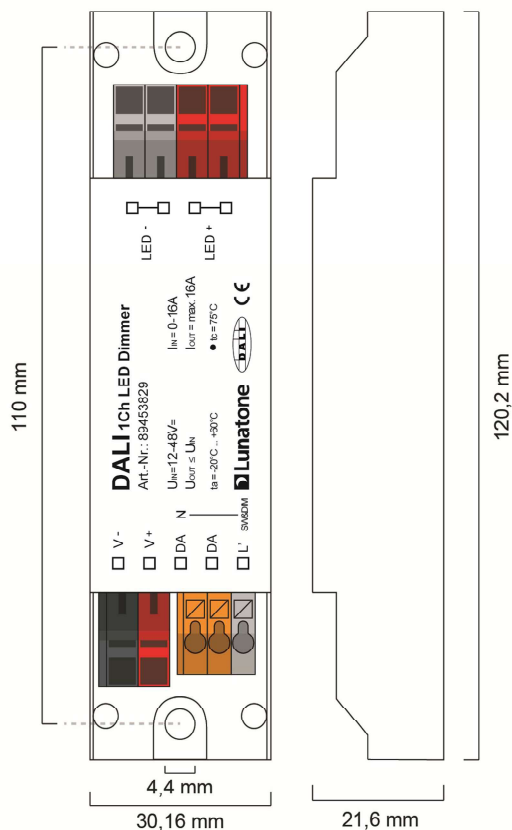 LED -
LED +
DALI 1Ch LED Dimmer
Art.-Nr.: 89453829
UIN=12-48V=
IIN = 0-16A
UOUT ≤ UIN
IOUT = max.16A
ta=-20°C .. +60°C
• tc=75°C
Lunatone
DALI
CE
V -
V +
DA
N
DA
L'
SW&DIM
110 mm
120,2 mm
4,4 mm
30,16 mm
21,6 mm